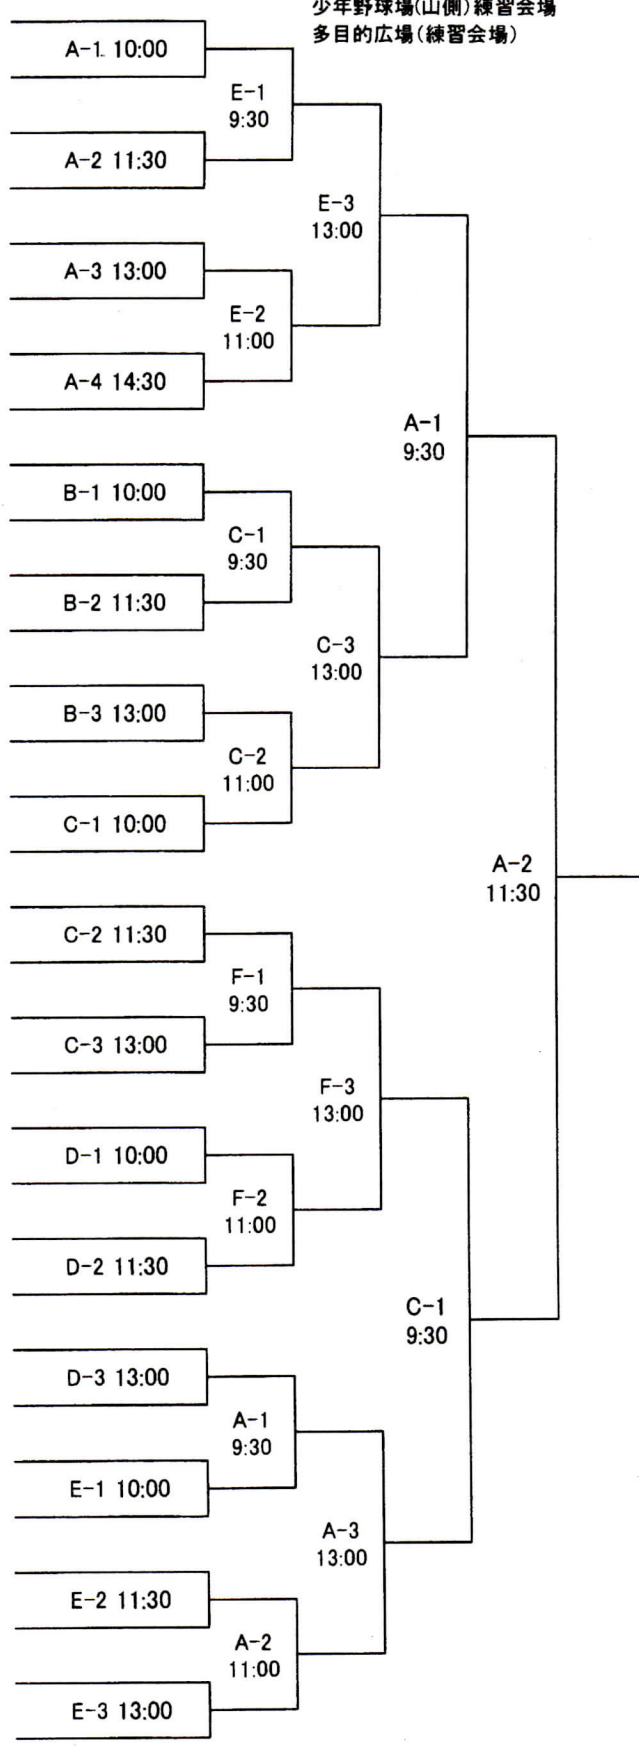 少年野球場(山側)練習会場
多目的広場(練習会場)
A-1 10:00
E-1
9:30
A-2 11:30
E-3
13:00
A-3 13:00
E-2
11:00
A-4 14:30
A-1
9:30
B-1 10:00
C-1
9:30
B-2 11:30
C-3
13:00
B-3 13:00
C-2
11:00
C-1 10:00
A-2
11:30
C-2 11:30
F-1
9:30
C-3 13:00
F-3
13:00
D-1 10:00
F-2
11:00
D-2 11:30
C-1
9:30
D-3 13:00
A-1
9:30
E-1 10:00
A-3
13:00
E-2 11:30
A-2
11:00
E-3 13:00